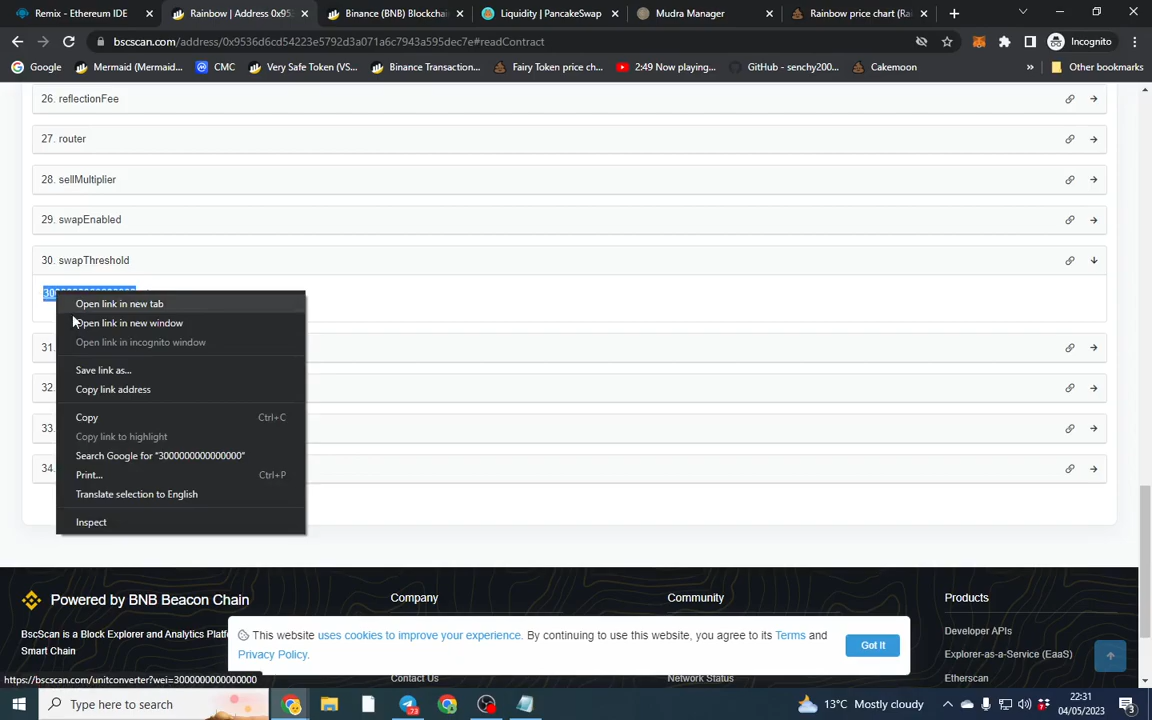 Remix - Ethereum IDE
Rainbow | Address 0x95
Binance (BNB) Blockchai
Liquidity | PancakeSwap
Mudra Manager
Rainbow price chart (Ra
bscscan.com/address/0x9536d6cd54223e5792d3a071a6c7943a595dec7e#readContract
Incognito
Google
Mermaid (Mermaid...
CMC
Very Safe Token (VS...
Binance Transaction...
Fairy Token price ch...
2:49 Now playing...
GitHub - senchy200...
Cakemoon
»
Other bookmarks
26. reflectionFee
27. router
28. sellMultiplier
29. swapEnabled
30. swapThreshold
Open link in new tab
Open link in new window
Open link in incognito window
31.
Save link as...
Copy link address
32.
Copy Ctrl+C
33.
Copy link to highlight
Search Google for "3000000000000000"
34.
Print... Ctrl+P
Translate selection to English
Inspect
Powered by BNB Beacon Chain
Company
Community
Products
BscScan is a Block Explorer and Analytics Platf
Smart Chain
This website uses cookies to improve your experience. By continuing to use this website, you agree to its Terms and
Privacy Policy.
Got It
Developer APIs
Explorer-as-a-Service (EaaS)
Contact Us
Network Status
Etherscan
https://bscscan.com/unitconverter?wei=3000000000000000
Type here to search
73
13°C Mostly cloudy
22:31
04/05/2023
3